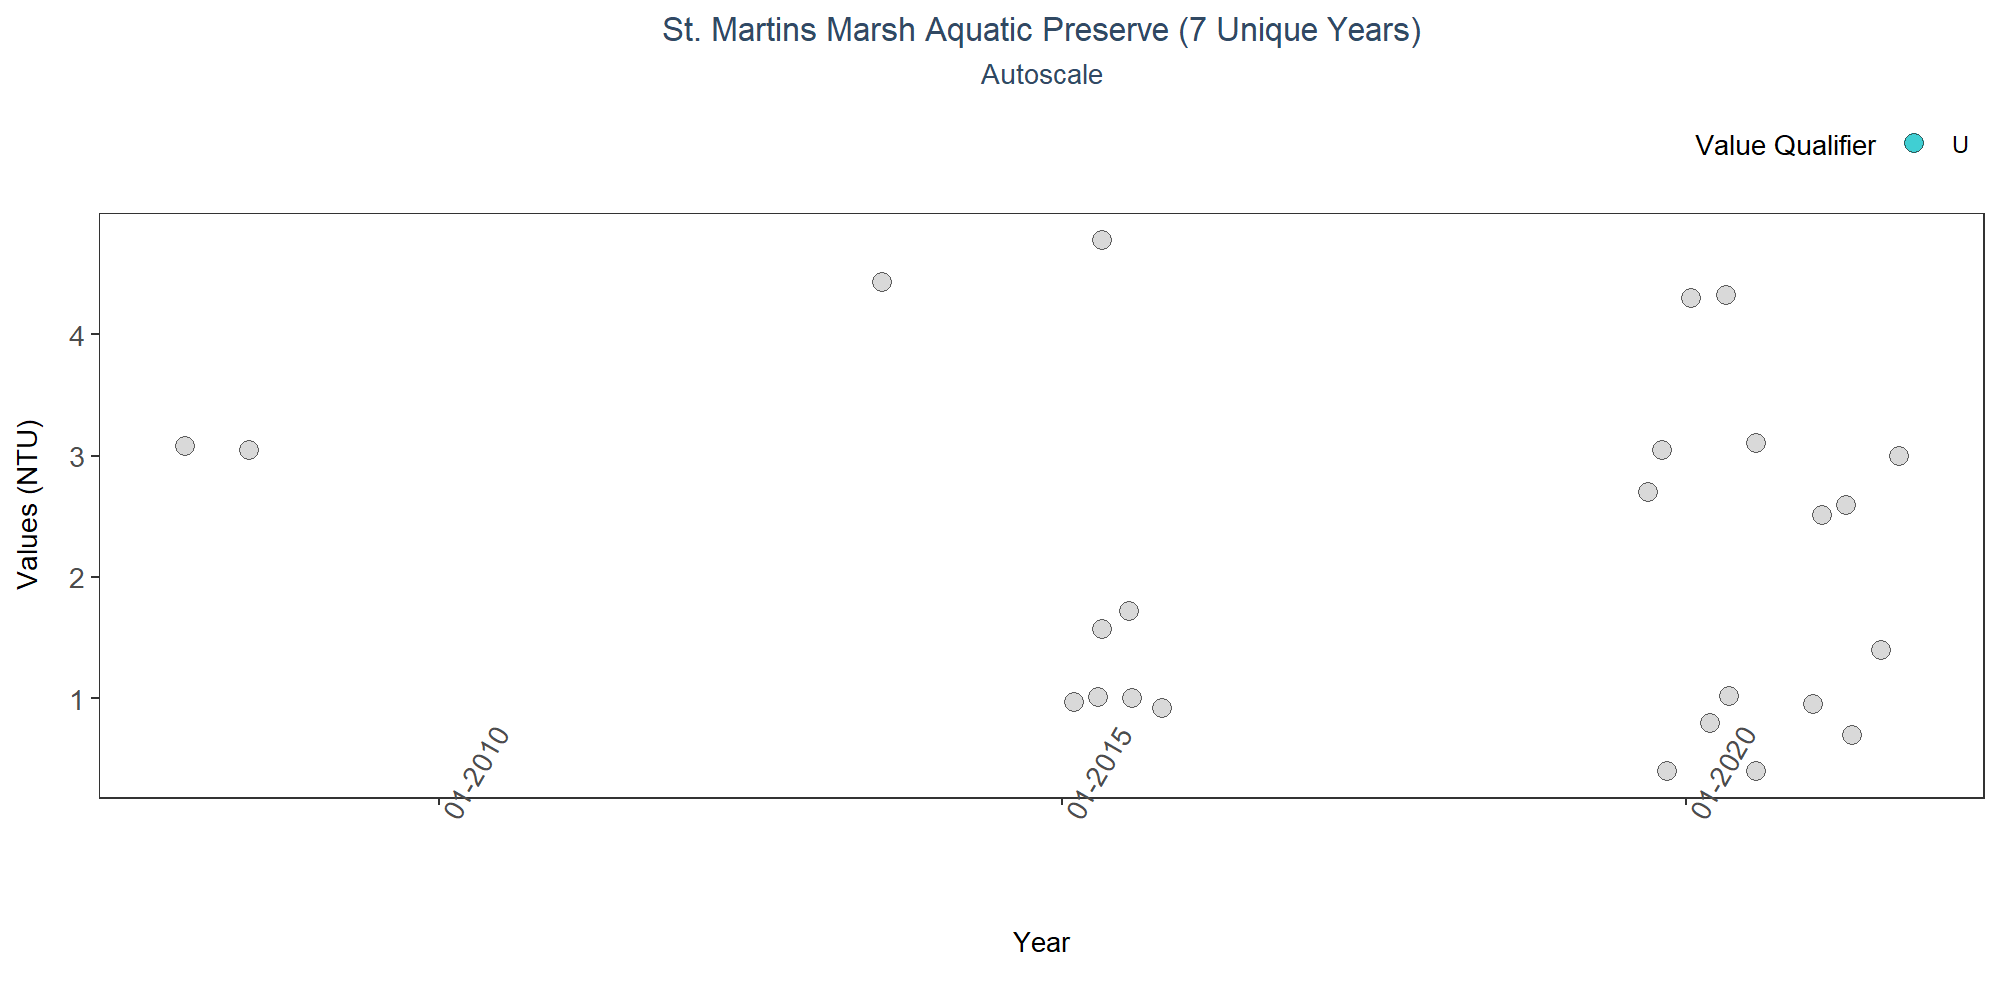 St. Martins Marsh Aquatic Preserve (7 Unique Years)
Autoscale
Value Qualifier U
4
3
2
1
Values (NTU)
01-2010
01-2015
01-2020
Year